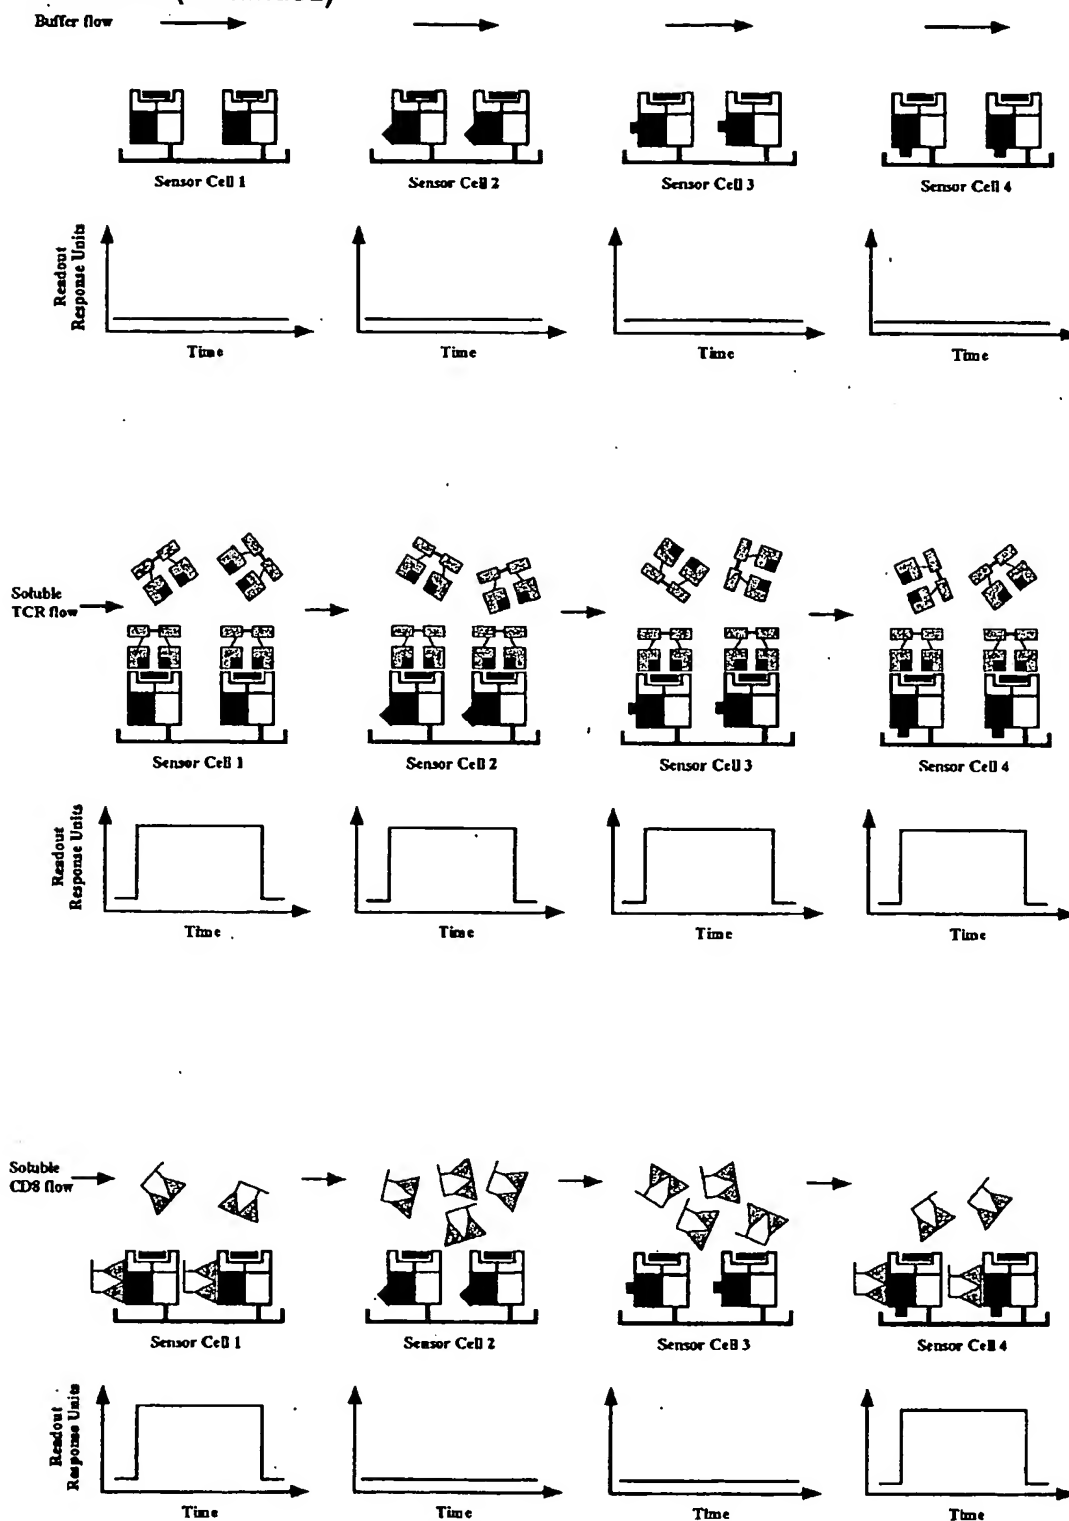 Buffer flow
Sensor Cell 1
Sensor Cell 2
Sensor Cell 3
Sensor Cell 4
Readout
Response Units
Time
Time
Time
Time
Soluble
TCR flow
Sensor Cell 1
Sensor Cell 2
Sensor Cell 3
Sensor Cell 4
Readout
Response Units
Time
Time
Time
Time
Soluble
CD8 flow
Sensor Cell 1
Sensor Cell 2
Sensor Cell 3
Sensor Cell 4
Readout
Response Units
Time
Time
Time
Time